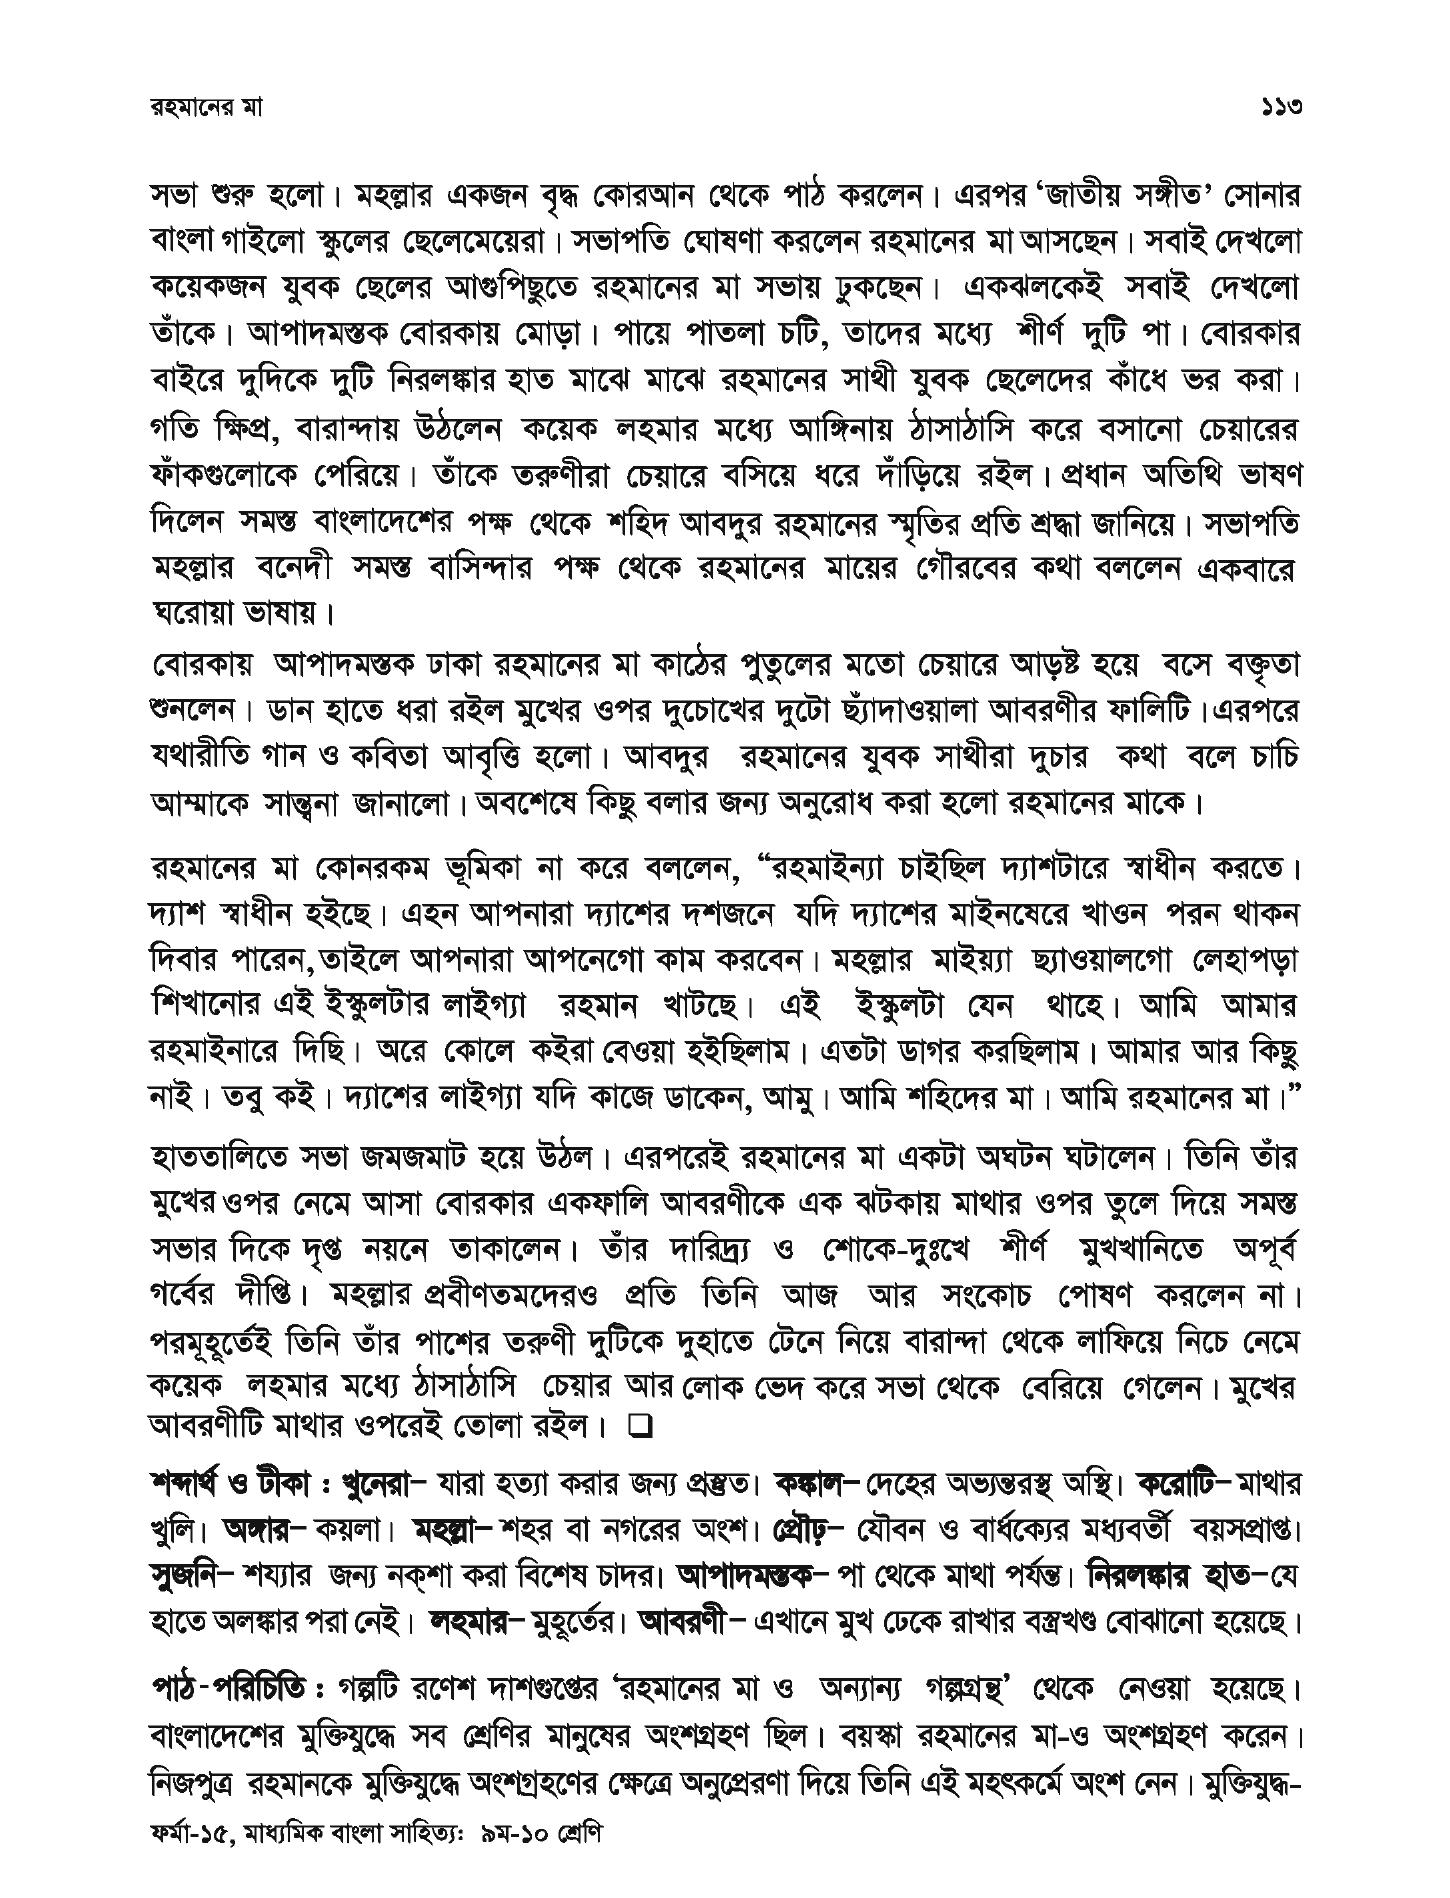 রহমানের মা ১১৩
সভা শুরু হলো। মহল্লার একজন বৃদ্ধ কোরআন থেকে পাঠ করলেন। এরপর ‘জাতীয় সঙ্গীত’ সোনার
বাংলা গাইলো স্কুলের ছেলেমেয়েরা। সভাপতি ঘোষণা করলেন রহমানের মা আসছেন। সবাই দেখলো
কয়েকজন যুবক ছেলের আগুপিছুতে রহমানের মা সভায় ঢুকছেন। একঝলকেই সবাই দেখলো
তাঁকে। আপাদমস্তক বোরকায় মোড়া। পায়ে পাতলা চটি, তাদের মধ্যে শীর্ণ দুটি পা। বোরকার
বাইরে দুদিকে দুটি নিরলঙ্কার হাত মাঝে মাঝে রহমানের সাথী যুবক ছেলেদের কাঁধে ভর করা।
গতি ক্ষিপ্র, বারান্দায় উঠলেন কয়েক লহমার মধ্যে আঙ্গিনায় ঠাসাঠাসি করে বসানো চেয়ারের
ফাঁকগুলোকে পেরিয়ে। তাঁকে তরুণীরা চেয়ারে বসিয়ে ধরে দাঁড়িয়ে রইল। প্রধান অতিথি ভাষণ
দিলেন সমস্ত বাংলাদেশের পক্ষ থেকে শহিদ আবদুর রহমানের স্মৃতির প্রতি শ্রদ্ধা জানিয়ে। সভাপতি
মহল্লার বনেদী সমস্ত বাসিন্দার পক্ষ থেকে রহমানের মায়ের গৌরবের কথা বললেন একবারে
ঘরোয়া ভাষায়।
বোরকায় আপাদমস্তক ঢাকা রহমানের মা কাঠের পুতুলের মতো চেয়ারে আড়ষ্ট হয়ে বসে বক্তৃতা
শুনলেন। ডান হাতে ধরা রইল মুখের ওপর দুচোখের দুটো ছ্যাঁদাওয়ালা আবরণীর ফালিটি। এরপরে
যথারীতি গান ও কবিতা আবৃত্তি হলো। আবদুর রহমানের যুবক সাথীরা দুচার কথা বলে চাচি
আম্মাকে সান্ত্বনা জানালো। অবশেষে কিছু বলার জন্য অনুরোধ করা হলো রহমানের মাকে।
রহমানের মা কোনরকম ভূমিকা না করে বললেন, “রহমাইন্যা চাইছিল দ্যাশটারে স্বাধীন করতে।
দ্যাশ স্বাধীন হইছে। এহন আপনারা দ্যাশের দশজনে যদি দ্যাশের মাইনষেরে খাওন পরন থাকন
দিবার পারেন, তাইলে আপনারা আপনেগো কাম করবেন। মহল্লার মাইয়্যা ছ্যাওয়ালগো লেহাপড়া
শিখানোর এই ইস্কুলটার লাইগ্যা রহমান খাটছে। এই ইস্কুলটা যেন থাহে। আমি আমার
রহমাইনারে দিছি। অরে কোলে কইরা বেওয়া হইছিলাম। এতটা ডাগর করছিলাম। আমার আর কিছু
নাই। তবু কই। দ্যাশের লাইগ্যা যদি কাজে ডাকেন, আমু। আমি শহিদের মা। আমি রহমানের মা।”
হাততালিতে সভা জমজমাট হয়ে উঠল। এরপরেই রহমানের মা একটা অঘটন ঘটালেন। তিনি তাঁর
মুখের ওপর নেমে আসা বোরকার একফালি আবরণীকে এক ঝটকায় মাথার ওপর তুলে দিয়ে সমস্ত
সভার দিকে দৃপ্ত নয়নে তাকালেন। তাঁর দারিদ্র্য ও শোকে-দুঃখে শীর্ণ মুখখানিতে অপূর্ব
গর্বের দীপ্তি। মহল্লার প্রবীণতমদেরও প্রতি তিনি আজ আর সংকোচ পোষণ করলেন না।
পরমূহূর্তেই তিনি তাঁর পাশের তরুণী দুটিকে দুহাতে টেনে নিয়ে বারান্দা থেকে লাফিয়ে নিচে নেমে
কয়েক লহমার মধ্যে ঠাসাঠাসি চেয়ার আর লোক ভেদ করে সভা থেকে বেরিয়ে গেলেন। মুখের
আবরণীটি মাথার ওপরেই তোলা রইল। ❑
শব্দার্থ ও টীকা : খুনেরা– যারা হত্যা করার জন্য প্রস্তুত। কঙ্কাল– দেহের অভ্যন্তরস্থ অস্থি। করোটি– মাথার
খুলি। অঙ্গার– কয়লা। মহল্লা– শহর বা নগরের অংশ। প্রৌঢ়– যৌবন ও বার্ধক্যের মধ্যবর্তী বয়সপ্রাপ্ত।
সুজনি– শয্যার জন্য নক্‌শা করা বিশেষ চাদর। আপাদমস্তক– পা থেকে মাথা পর্যন্ত। নিরলঙ্কার হাত– যে
হাতে অলঙ্কার পরা নেই। লহমার– মুহূর্তের। আবরণী– এখানে মুখ ঢেকে রাখার বস্ত্রখণ্ড বোঝানো হয়েছে।
পাঠ-পরিচিতি : গল্পটি রণেশ দাশগুপ্তের ‘রহমানের মা ও অন্যান্য গল্পগ্রন্থ’ থেকে নেওয়া হয়েছে।
বাংলাদেশের মুক্তিযুদ্ধে সব শ্রেণির মানুষের অংশগ্রহণ ছিল। বয়স্কা রহমানের মা-ও অংশগ্রহণ করেন।
নিজপুত্র রহমানকে মুক্তিযুদ্ধে অংশগ্রহণের ক্ষেত্রে অনুপ্রেরণা দিয়ে তিনি এই মহৎকর্মে অংশ নেন। মুক্তিযুদ্ধ-
ফর্মা-১৫, মাধ্যমিক বাংলা সাহিত্য: ৯ম-১০ শ্রেণি